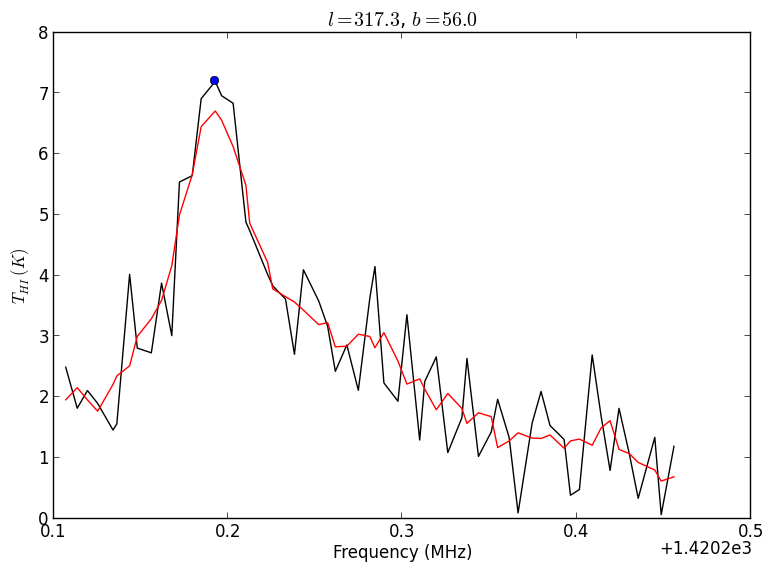 l = 317.3, b = 56.0
8
7
6
5
4
3
2
1
0
T_HI (K)
0.1 0.2 0.3 0.4 0.5
Frequency (MHz)
+1.4202e3